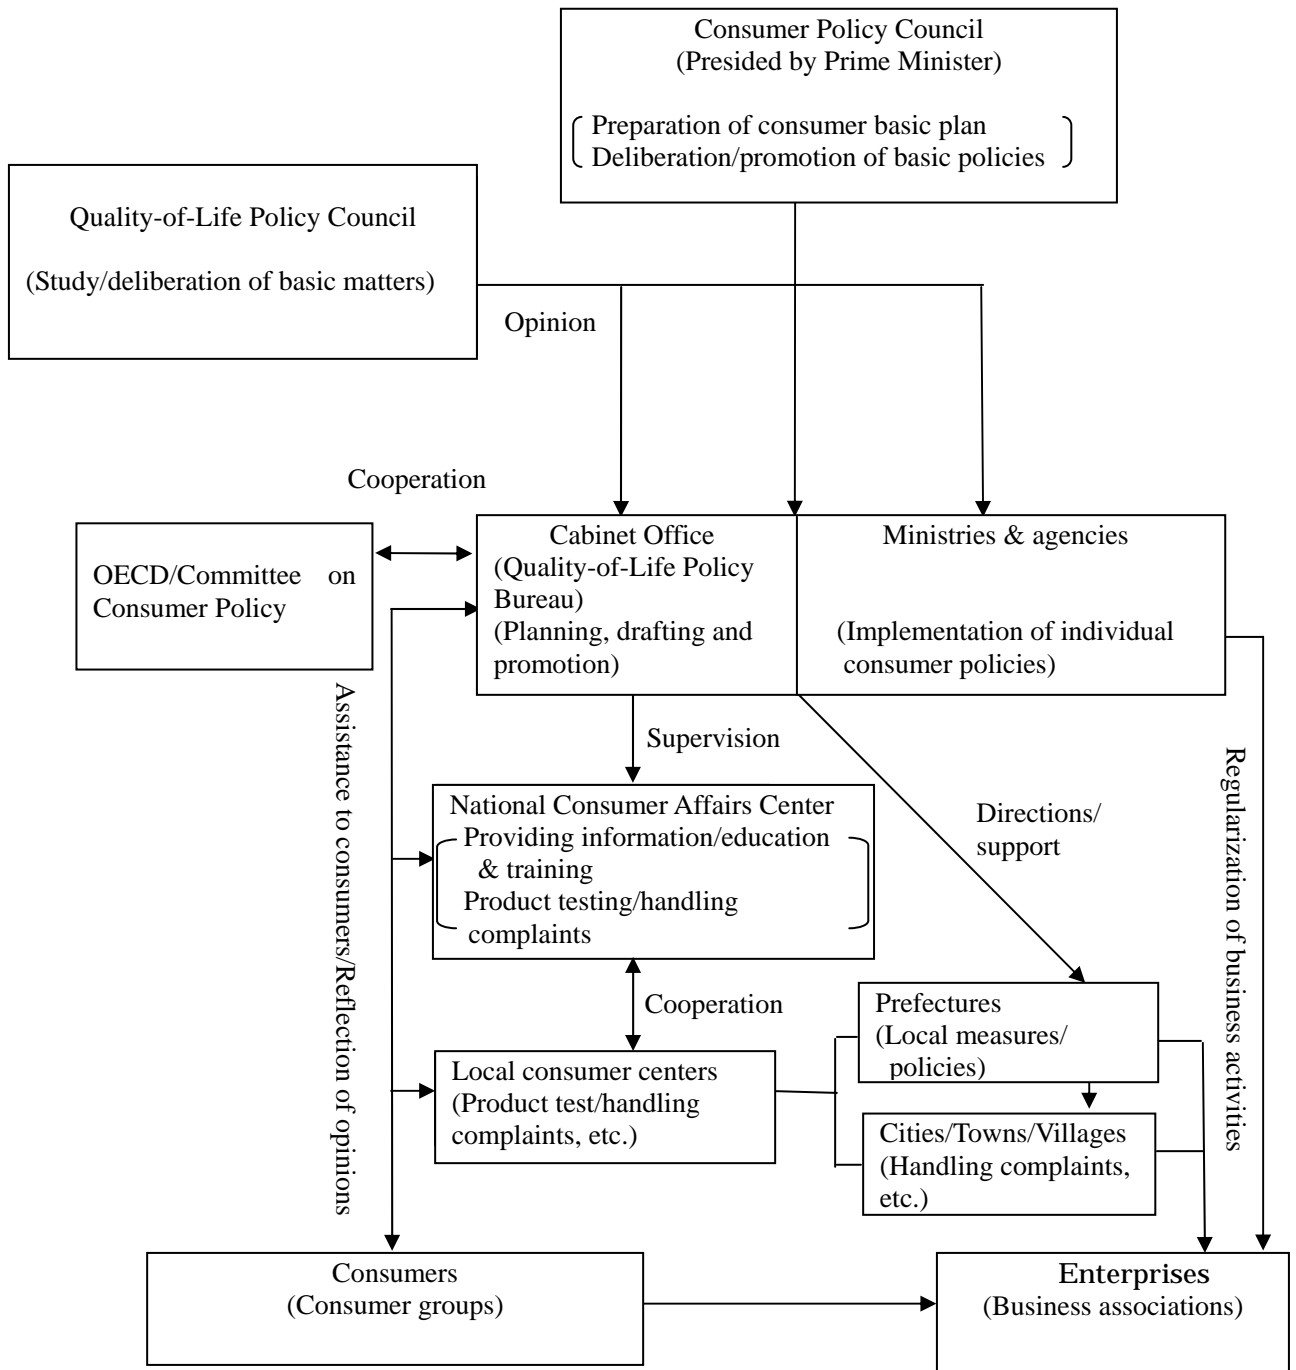 Consumer Policy Council
(Presided by Prime Minister)
Preparation of consumer basic plan
Deliberation/promotion of basic policies
Quality-of-Life Policy Council
(Study/deliberation of basic matters)
Opinion
Cooperation
OECD/Committee on
Consumer Policy
Cabinet Office
(Quality-of-Life Policy
Bureau)
(Planning, drafting and
promotion)
Ministries & agencies
(Implementation of individual
consumer policies)
Assistance to consumers/Reflection of opinions
Supervision
Regularization of business activities
National Consumer Affairs Center
Providing information/education
& training
Product testing/handling
complaints
Directions/
support
Cooperation
Local consumer centers
(Product test/handling
complaints, etc.)
Prefectures
(Local measures/
policies)
Cities/Towns/Villages
(Handling complaints,
etc.)
Consumers
(Consumer groups)
Enterprises
(Business associations)